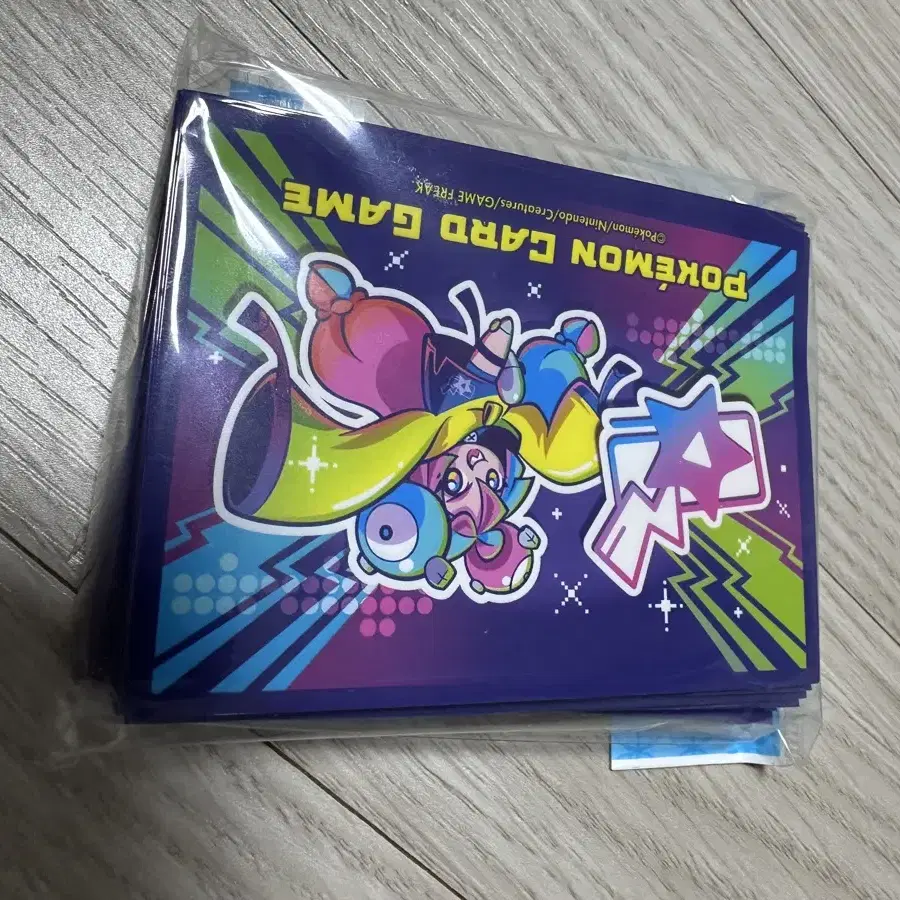 POKÉMON CARD GAME
©Pokémon/Nintendo/Creatures/GAME FREAK